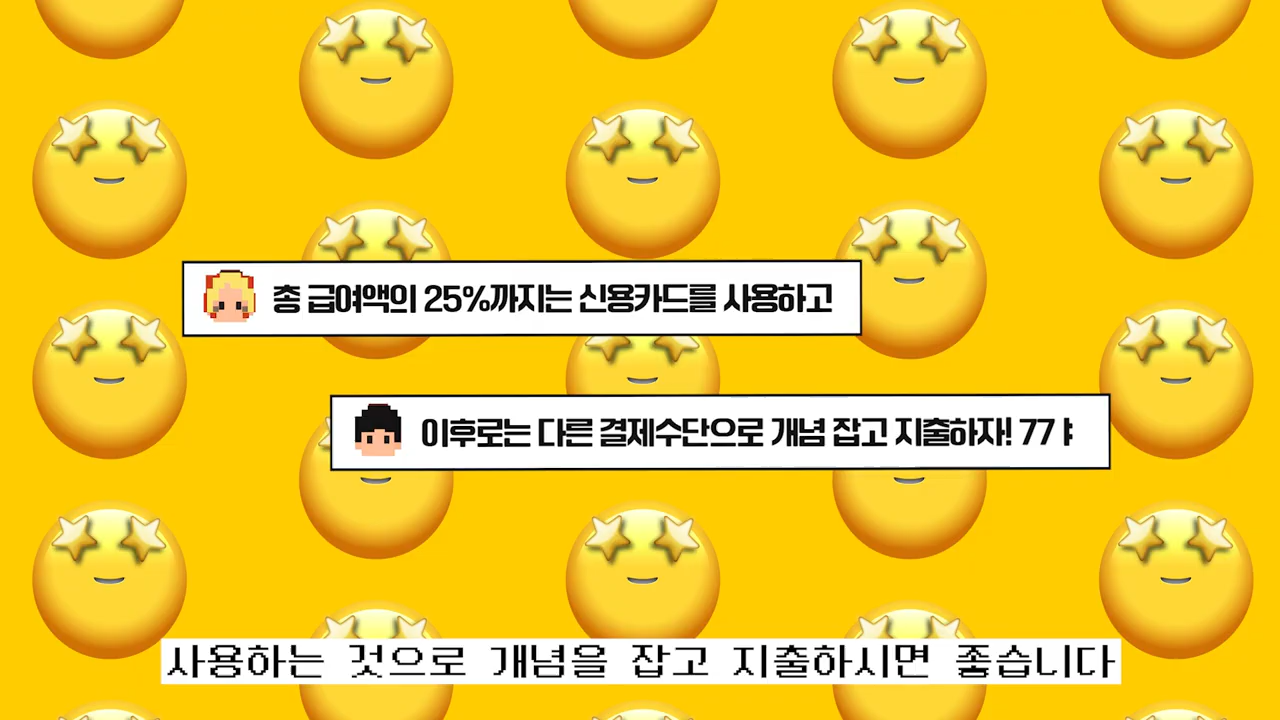 총 급여액의 25%까지는 신용카드를 사용하고
이후로는 다른 결제수단으로 개념 잡고 지출하자! 77ㅑ
사용하는 것으로 개념을 잡고 지출하시면 좋습니다